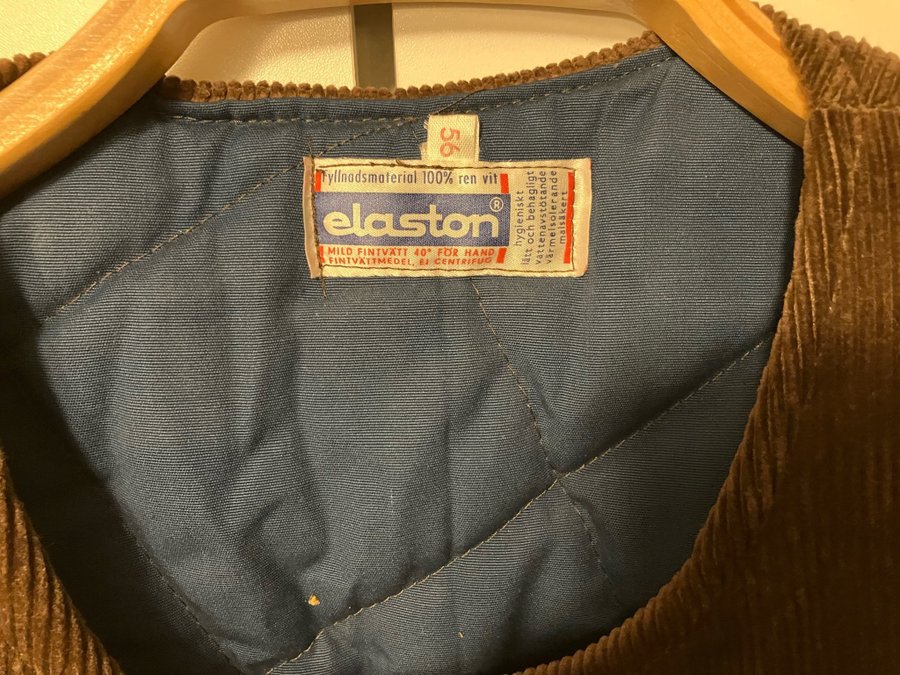 56
Fyllnadsmaterial 100% ren vit
elaston®
MILD FINTVÄTT 40° FÖR HAND
FINTVÄTTMEDEL, EJ CENTRIFUG
hygieniskt
lätt och behagligt
vattenavstötande
värmeisolerande
malsäkert